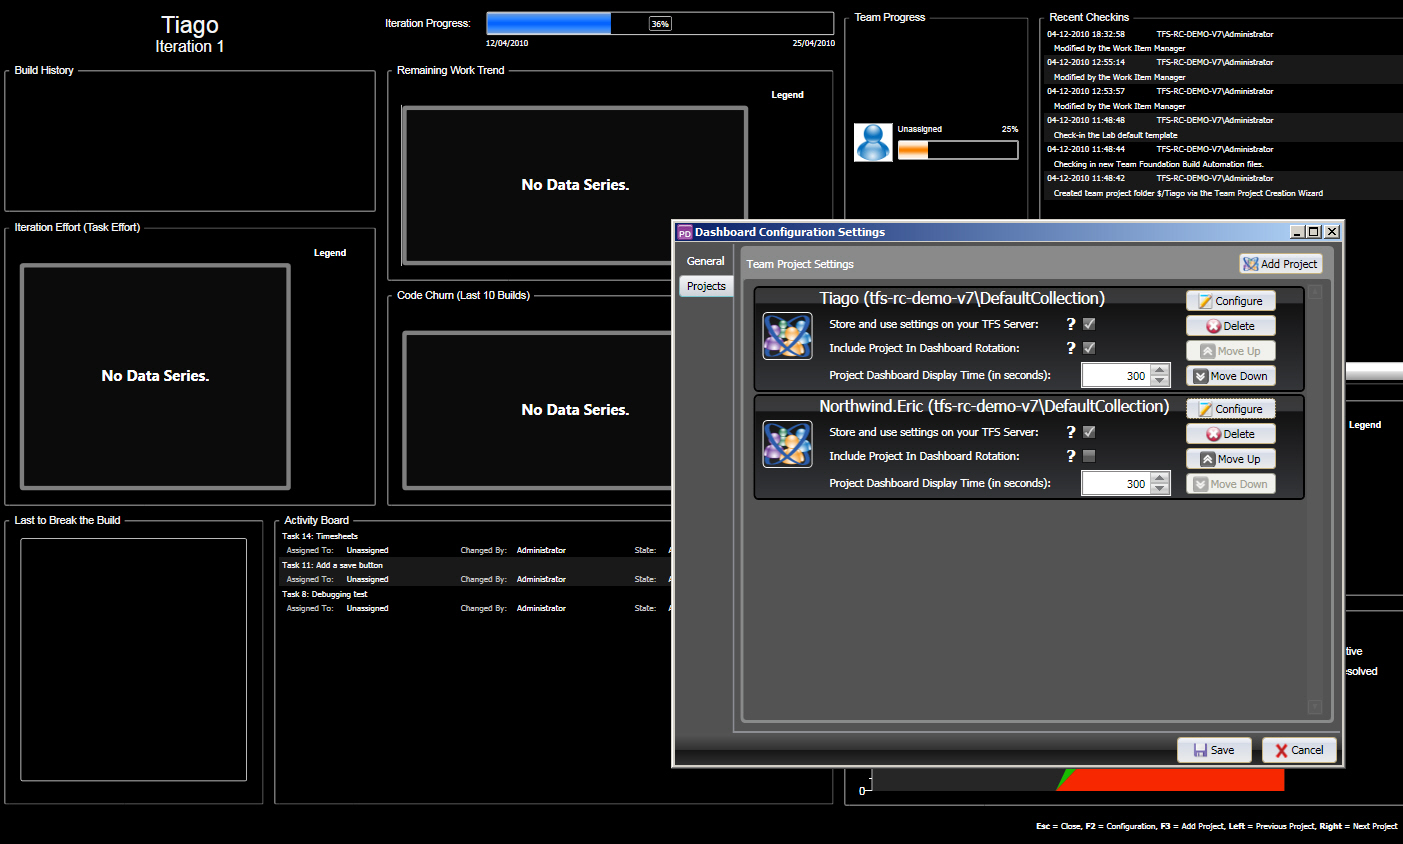 Tiago
Iteration 1
Iteration Progress:
36%
12/04/2010
25/04/2010
Build History
Remaining Work Trend
Legend
No Data Series.
Iteration Effort (Task Effort)
Legend
No Data Series.
Code Churn (Last 10 Builds)
No Data Series.
Last to Break the Build
Activity Board
Task 14: Timesheets
Assigned To: Unassigned Changed By: Administrator State:
Task 11: Add a save button
Assigned To: Unassigned Changed By: Administrator State:
Task 8: Debugging test
Assigned To: Unassigned Changed By: Administrator State:
Team Progress
Unassigned 25%
Recent Checkins
04-12-2010 18:32:58 TFS-RC-DEMO-V7\Administrator
Modified by the Work Item Manager
04-12-2010 12:55:14 TFS-RC-DEMO-V7\Administrator
Modified by the Work Item Manager
04-12-2010 12:53:57 TFS-RC-DEMO-V7\Administrator
Modified by the Work Item Manager
04-12-2010 11:48:48 TFS-RC-DEMO-V7\Administrator
Check-in the Lab default template
04-12-2010 11:48:44 TFS-RC-DEMO-V7\Administrator
Checking in new Team Foundation Build Automation files.
04-12-2010 11:48:42 TFS-RC-DEMO-V7\Administrator
Created team project folder $/Tiago via the Team Project Creation Wizard
PD Dashboard Configuration Settings
General
Projects
Team Project Settings
Add Project
Tiago (tfs-rc-demo-v7\DefaultCollection)
Configure
Store and use settings on your TFS Server: ?
Delete
Include Project In Dashboard Rotation: ?
Move Up
Project Dashboard Display Time (in seconds): 300
Move Down
Northwind.Eric (tfs-rc-demo-v7\DefaultCollection)
Configure
Store and use settings on your TFS Server: ?
Delete
Include Project In Dashboard Rotation: ?
Move Up
Project Dashboard Display Time (in seconds): 300
Move Down
Save
Cancel
Legend
tive
esolved
0
Esc = Close, F2 = Configuration, F3 = Add Project, Left = Previous Project, Right = Next Project